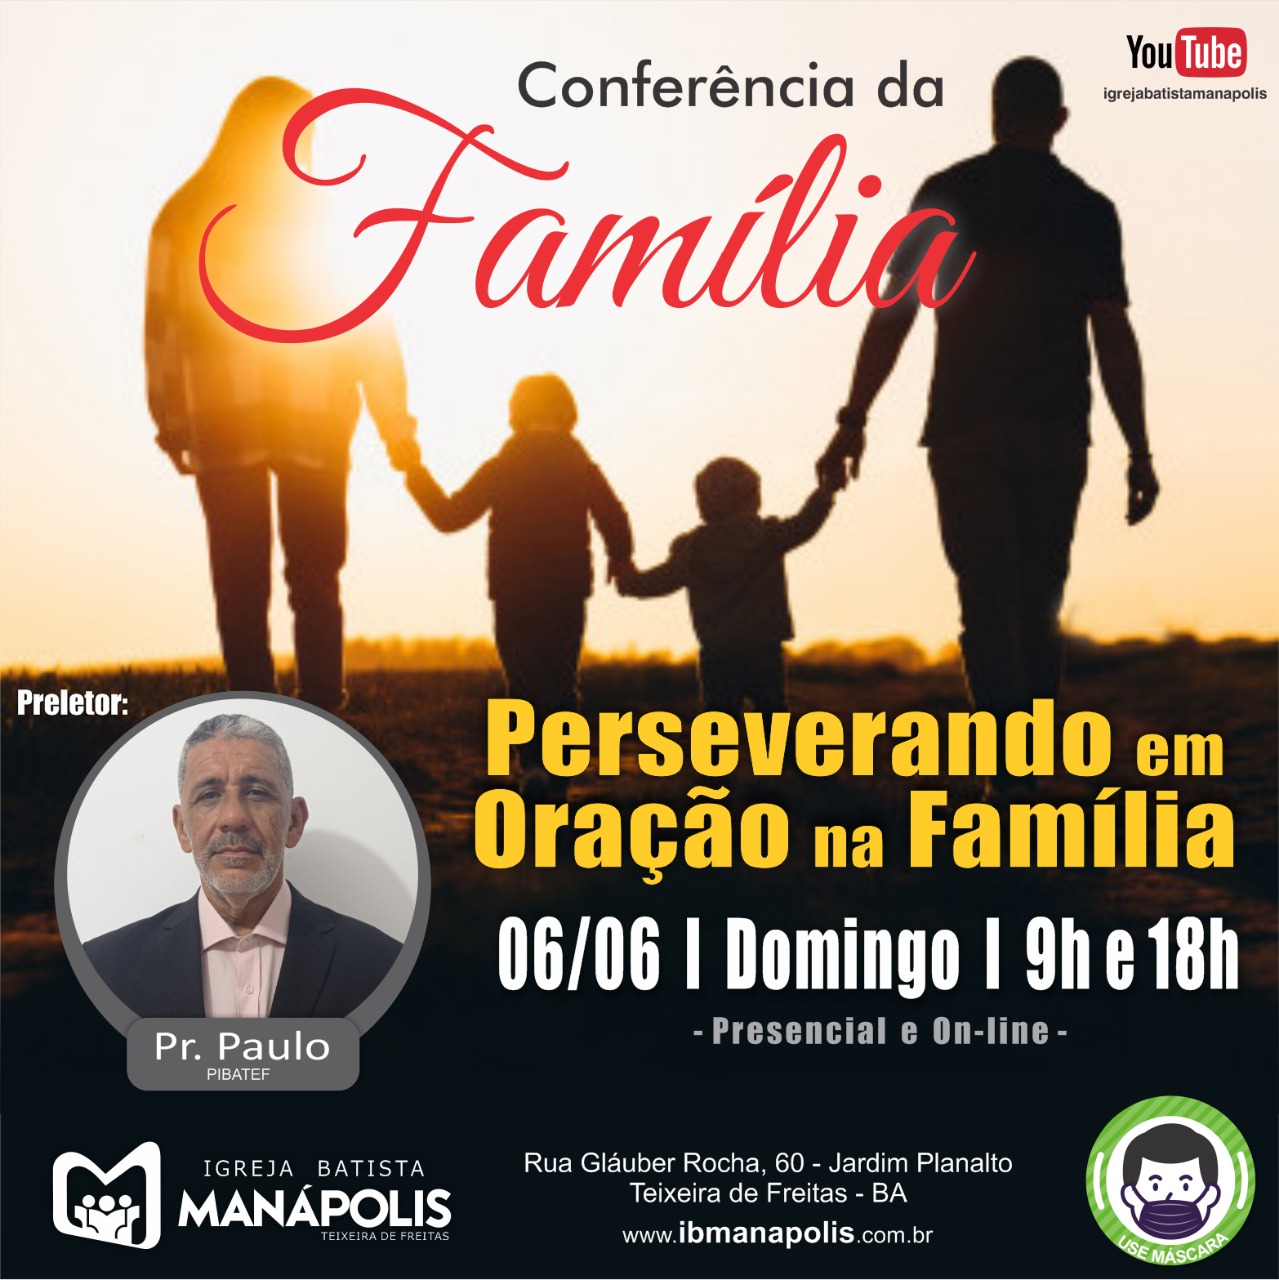 YouTube
igrejabatistamanapolis
Conferência da
Família
Preletor:
Perseverando em
Oração na Família
06/06 | Domingo | 9h e 18h
- Presencial e On-line -
Pr. Paulo
PIBATEF
IGREJA BATISTA
MANÁPOLIS
TEIXEIRA DE FREITAS
Rua Gláuber Rocha, 60 - Jardim Planalto
Teixeira de Freitas - BA
www.ibmanapolis.com.br
USE MÁSCARA